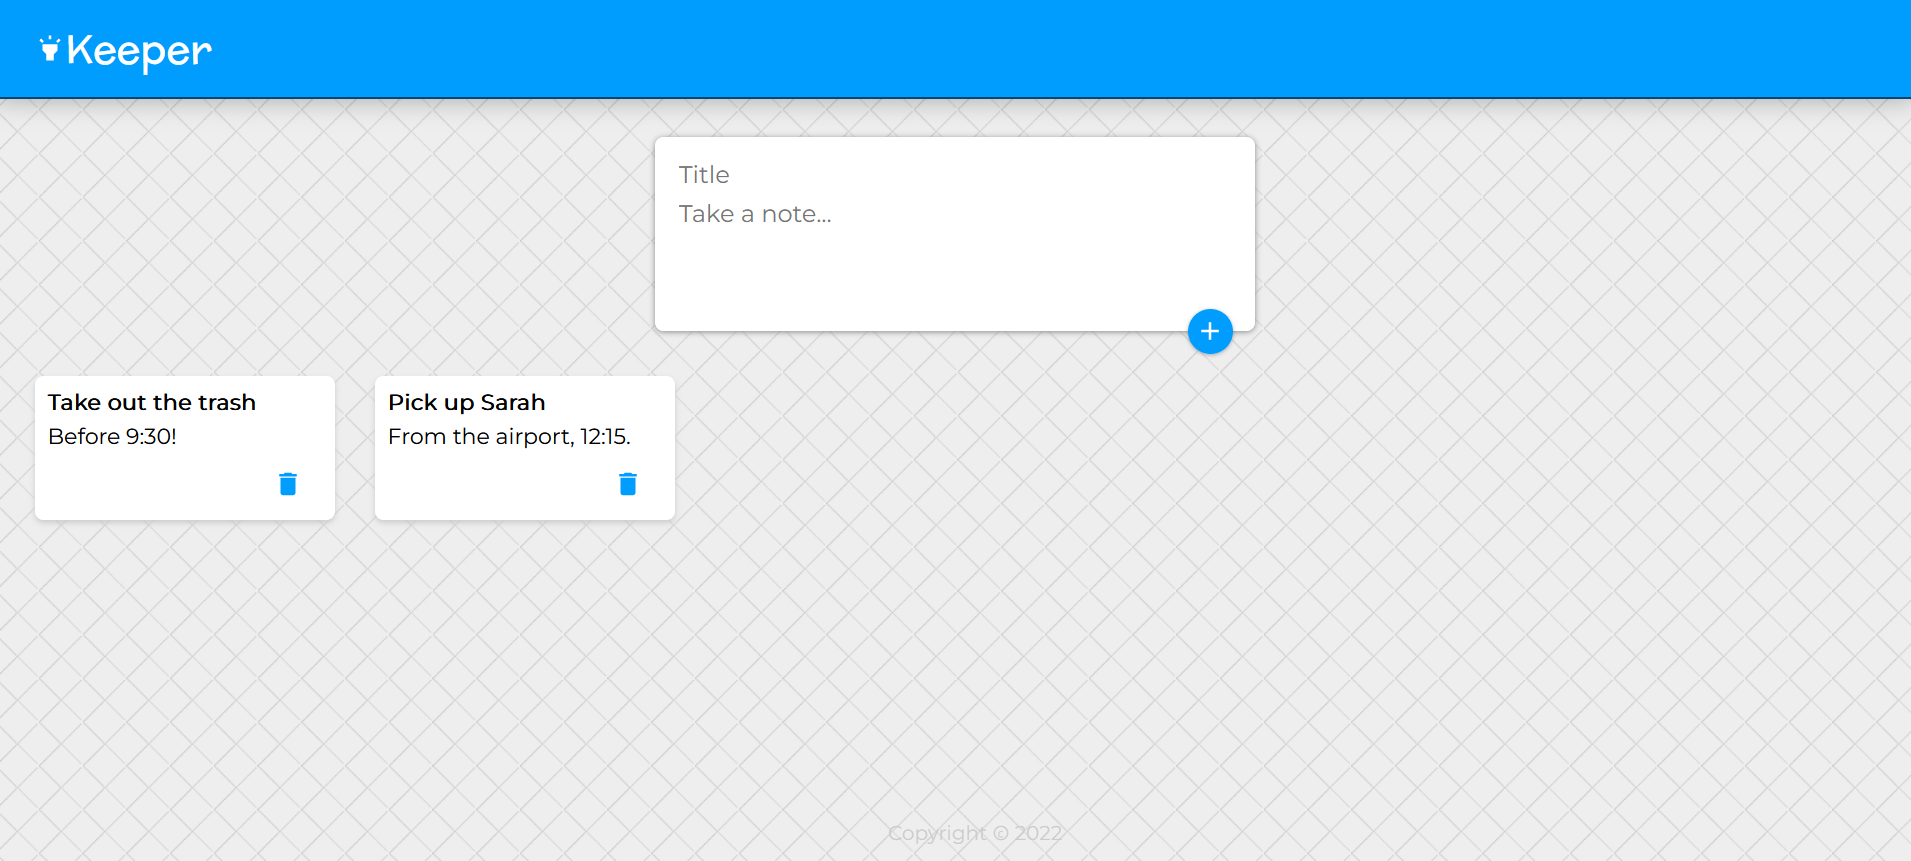 Keeper
Title
Take a note...
Take out the trash
Before 9:30!
Pick up Sarah
From the airport, 12:15.
Copyright © 2022